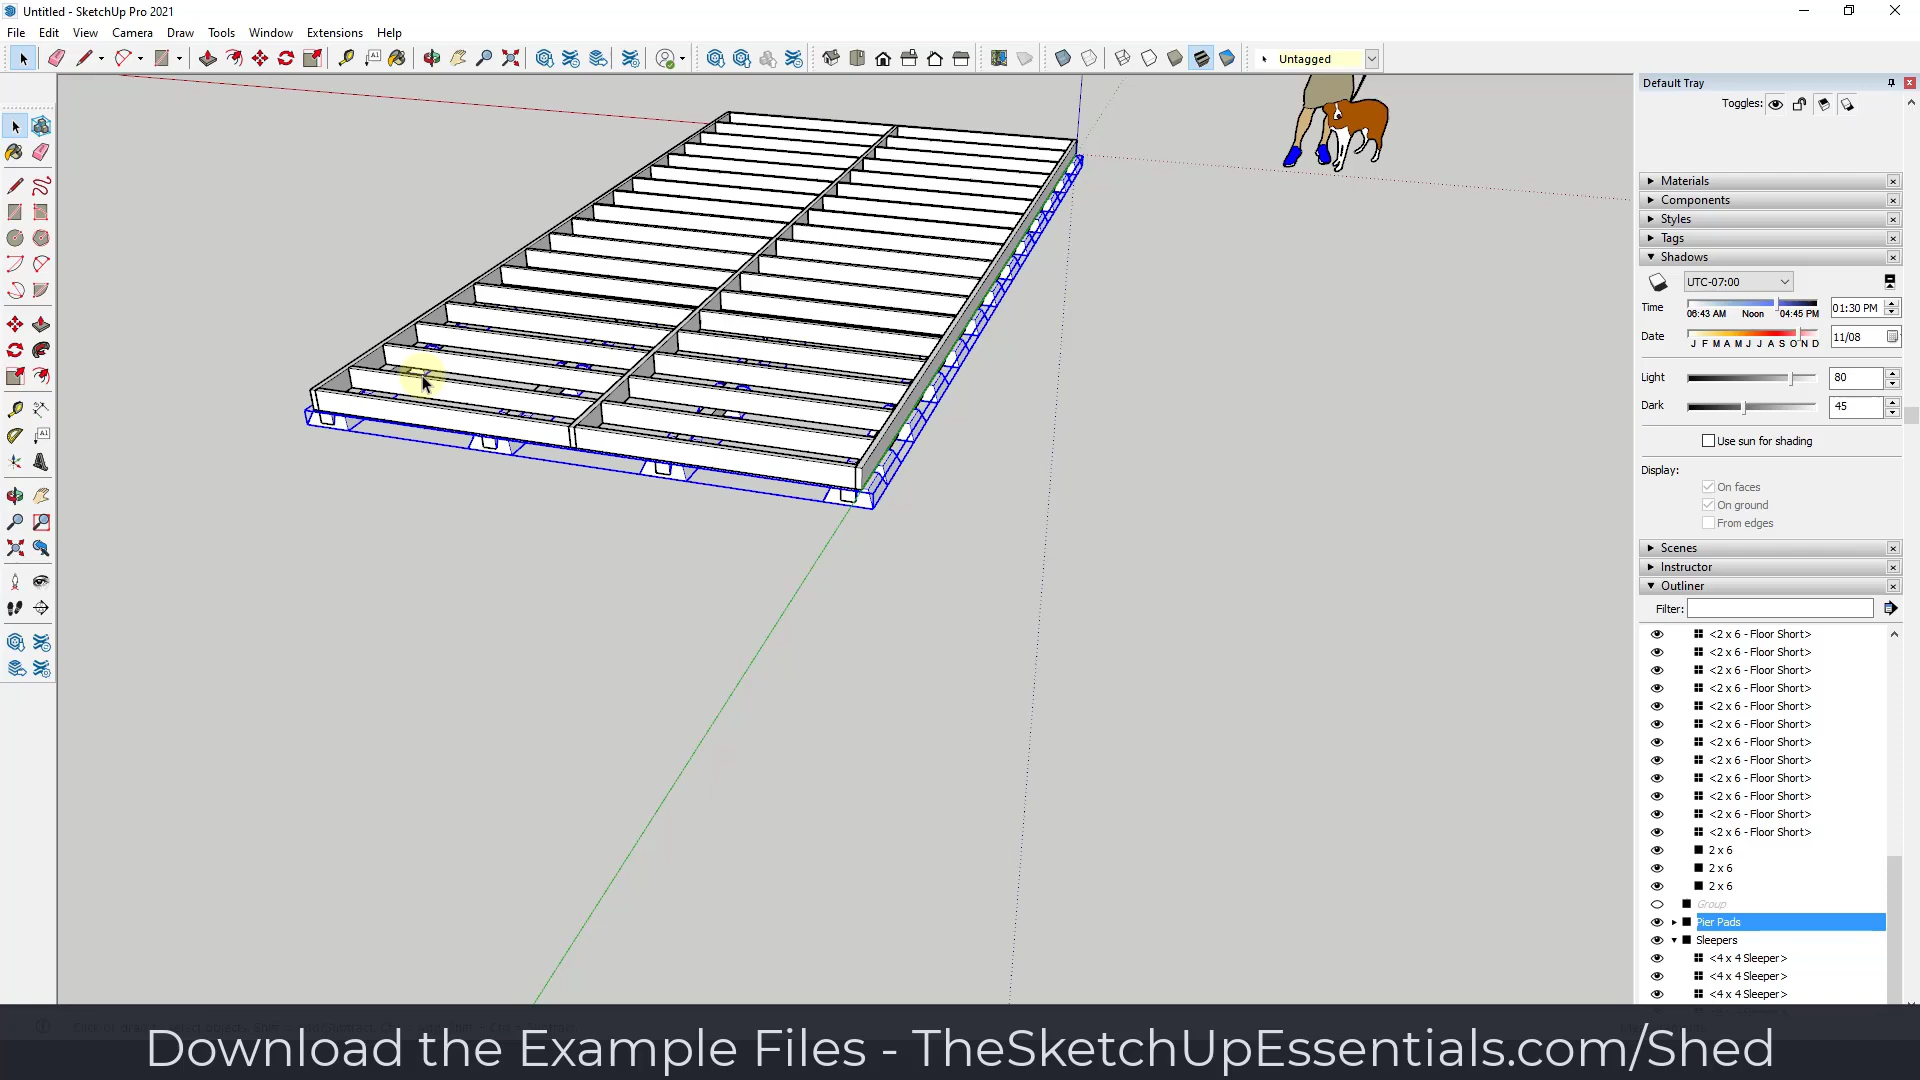 Untitled - SketchUp Pro 2021
File Edit View Camera Draw Tools Window Extensions Help
Untagged
Default Tray
Toggles:
Materials
Components
Styles
Tags
Shadows
UTC-07:00
Time 06:43 AM Noon 04:45 PM 01:30 PM
Date J F M A M J J A S O N D 11/08
Light 80
Dark 45
Use sun for shading
Display:
On faces
On ground
From edges
Scenes
Instructor
Outliner
Filter:
<2 x 6 - Floor Short>
<2 x 6 - Floor Short>
<2 x 6 - Floor Short>
<2 x 6 - Floor Short>
<2 x 6 - Floor Short>
<2 x 6 - Floor Short>
<2 x 6 - Floor Short>
<2 x 6 - Floor Short>
<2 x 6 - Floor Short>
<2 x 6 - Floor Short>
<2 x 6 - Floor Short>
<2 x 6 - Floor Short>
2 x 6
2 x 6
2 x 6
Group
Pier Pads
Sleepers
<4 x 4 Sleeper>
<4 x 4 Sleeper>
<4 x 4 Sleeper>
Download the Example Files - TheSketchUpEssentials.com/Shed